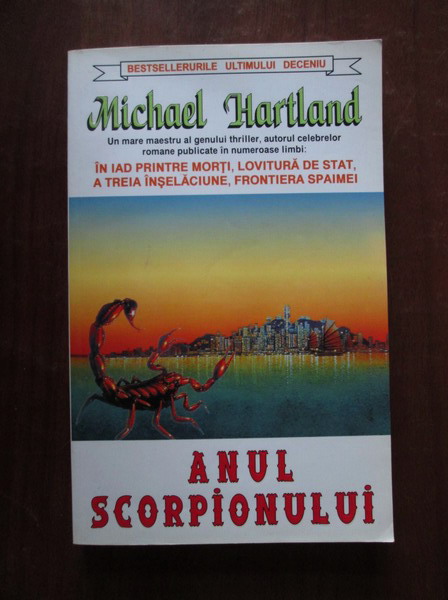 BESTSELLERURILE ULTIMULUI DECENIU
Michael Hartland
Un mare maestru al genului thriller, autorul celebrelor
romane publicate în numeroase limbi:
ÎN IAD PRINTRE MORȚI, LOVITURĂ DE STAT,
A TREIA ÎNȘELĂCIUNE, FRONTIERA SPAIMEI
ANUL
SCORPIONULUI